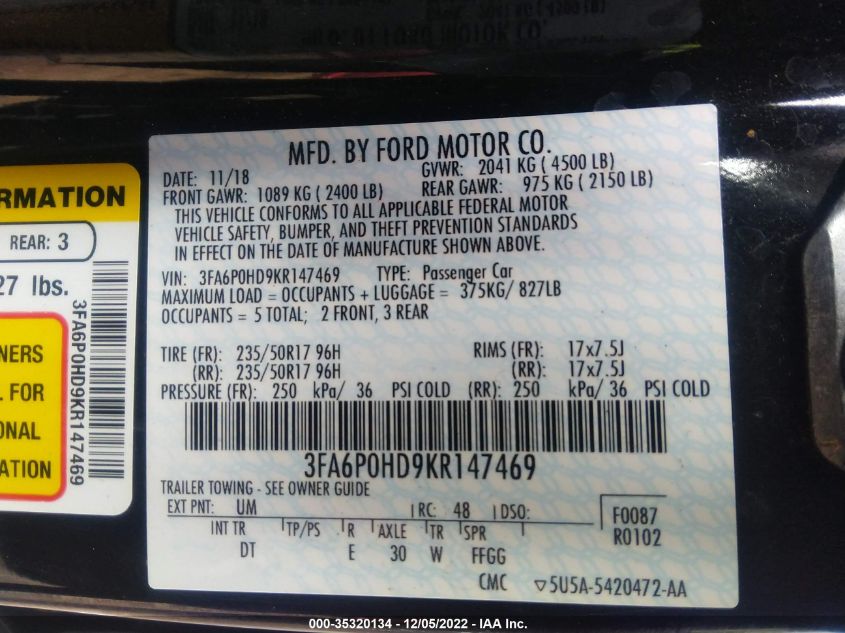 MFD. BY FORD MOTOR CO.
DATE: 11/18 GVWR: 2041 KG ( 4500 LB)
FRONT GAWR: 1089 KG ( 2400 LB) REAR GAWR: 975 KG ( 2150 LB)
THIS VEHICLE CONFORMS TO ALL APPLICABLE FEDERAL MOTOR
VEHICLE SAFETY, BUMPER, AND THEFT PREVENTION STANDARDS
IN EFFECT ON THE DATE OF MANUFACTURE SHOWN ABOVE.
VIN: 3FA6P0HD9KR147469 TYPE: Passenger Car
MAXIMUM LOAD = OCCUPANTS + LUGGAGE = 375KG/ 827LB
OCCUPANTS = 5 TOTAL; 2 FRONT, 3 REAR
TIRE (FR): 235/50R17 96H RIMS (FR): 17x7.5J
(RR): 235/50R17 96H (RR): 17x7.5J
PRESSURE (FR): 250 kPa/ 36 PSI COLD (RR): 250 kPa/ 36 PSI COLD
3FA6P0HD9KR147469
TRAILER TOWING - SEE OWNER GUIDE
EXT PNT: UM RC: 48 DSO:
INT TR TP/PS R AXLE TR SPR
DT E 30 W FFGG
F0087
R0102
CMC ▽5U5A-5420472-AA
RMATION
REAR: 3
27 lbs.
3FA6P0HD9KR147469
NERS
. FOR
ONAL
ATION
000-35320134 - 12/05/2022 - IAA Inc.